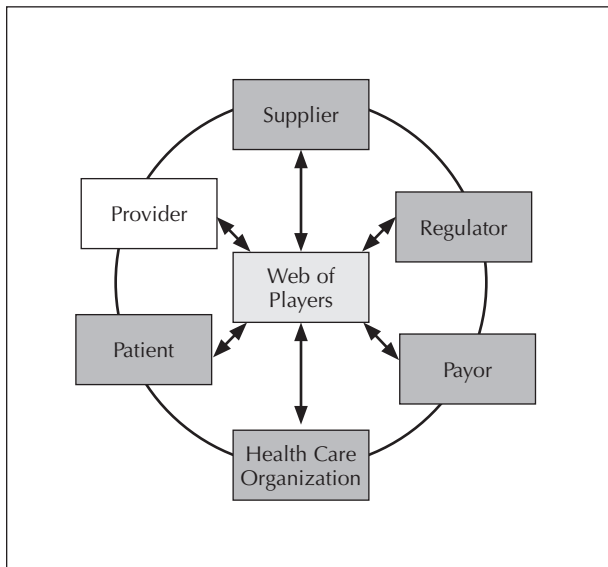 Supplier
Provider
Regulator
Web of
Players
Patient
Payor
Health Care
Organization